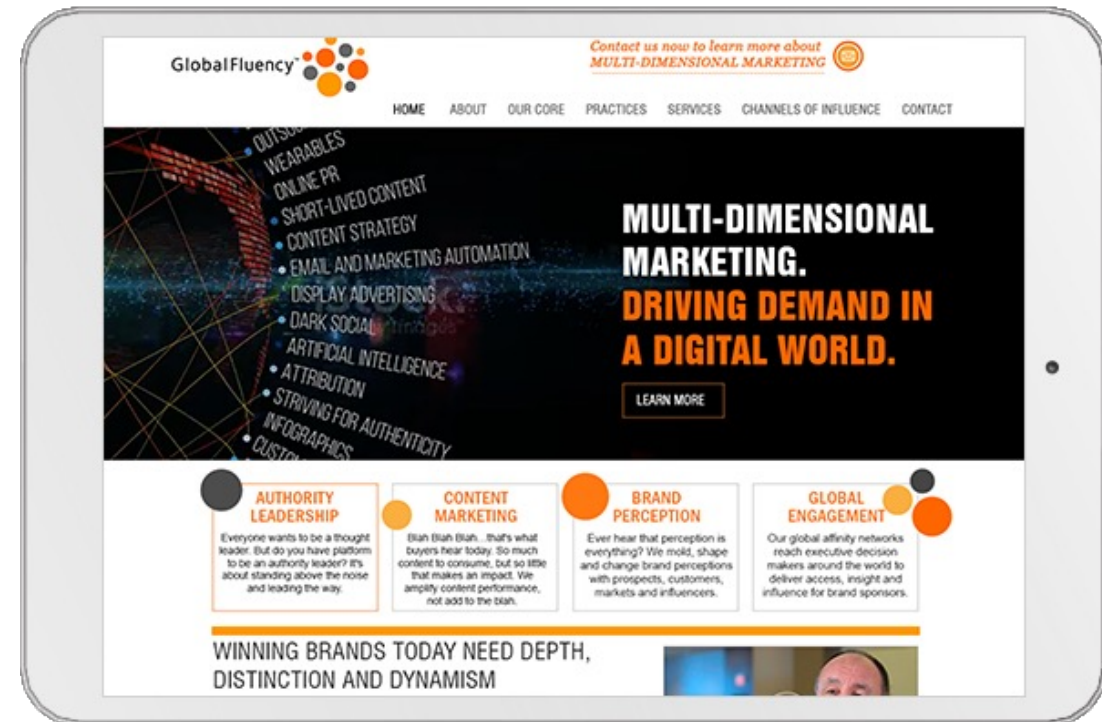 GlobalFluency™
Contact us now to learn more about
MULTI-DIMENSIONAL MARKETING
HOME ABOUT OUR CORE PRACTICES SERVICES CHANNELS OF INFLUENCE CONTACT
WEARABLES
ONLINE PR
SHORT-LIVED CONTENT
CONTENT STRATEGY
EMAIL AND MARKETING AUTOMATION
DISPLAY ADVERTISING
DARK SOCIAL
ARTIFICIAL INTELLIGENCE
ATTRIBUTION
STRIVING FOR AUTHENTICITY
INFOGRAPHICS
MULTI-DIMENSIONAL
MARKETING.
DRIVING DEMAND IN
A DIGITAL WORLD.
LEARN MORE
AUTHORITY
LEADERSHIP
Everyone wants to be a thought
leader. But do you have platform
to be an authority leader? It's
about standing above the noise
and leading the way.
CONTENT
MARKETING
Blah Blah Blah...that's what
buyers hear today. So much
content to consume, but so little
that makes an impact. We
amplify content performance,
not add to the blah.
BRAND
PERCEPTION
Ever hear that perception is
everything? We mold, shape
and change brand perceptions
with prospects, customers,
markets and influencers.
GLOBAL
ENGAGEMENT
Our global affinity networks
reach executive decision
makers around the world to
deliver access, insight and
influence for brand sponsors.
WINNING BRANDS TODAY NEED DEPTH,
DISTINCTION AND DYNAMISM